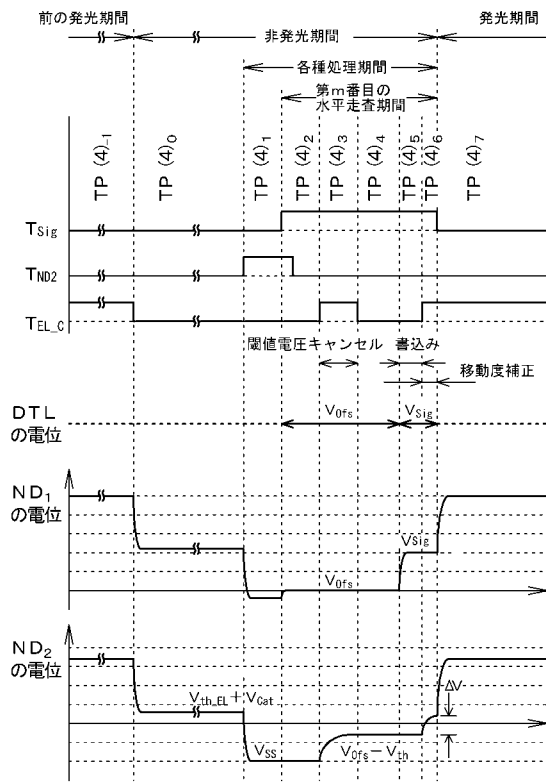 前の発光期間
非発光期間
発光期間
各種処理期間
第m番目の
水平走査期間
TP (4)-1
TP (4)0
TP (4)1
TP (4)2
TP (4)3
TP (4)4
TP (4)5
TP (4)6
TP (4)7
TSig
TND2
TEL_C
閾値電圧キャンセル 書込み
移動度補正
DTL
の電位
VOfs
VSig
ND1
の電位
VSig
VOfs
ND2
の電位
Vth_EL+VCat
ΔV
VSS
VOfs−Vth